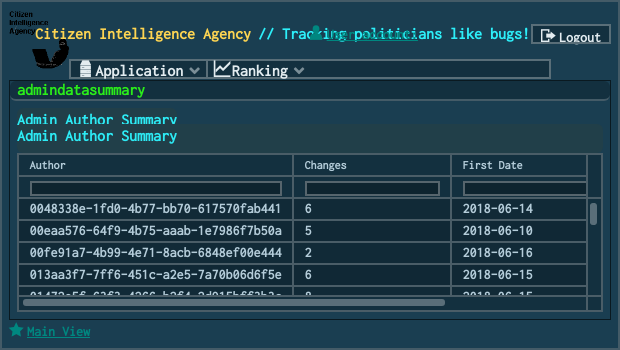 Citizen
Intelligence
Agency
Citizen Intelligence Agency // Tracking politicians like bugs!
Logout
Application
Ranking
admindatasummary
Admin Author Summary
Admin Author Summary
Author Changes First Date
0048338e-1fd0-4b77-bb70-617570fab441 6 2018-06-14
00eaa576-64f9-4b75-aaab-1e7986f7b50a 5 2018-06-10
00fe91a7-4b99-4e71-8acb-6848ef00e444 2 2018-06-16
013aa3f7-7ff6-451c-a2e5-7a70b06d6f5e 6 2018-06-15
Main View